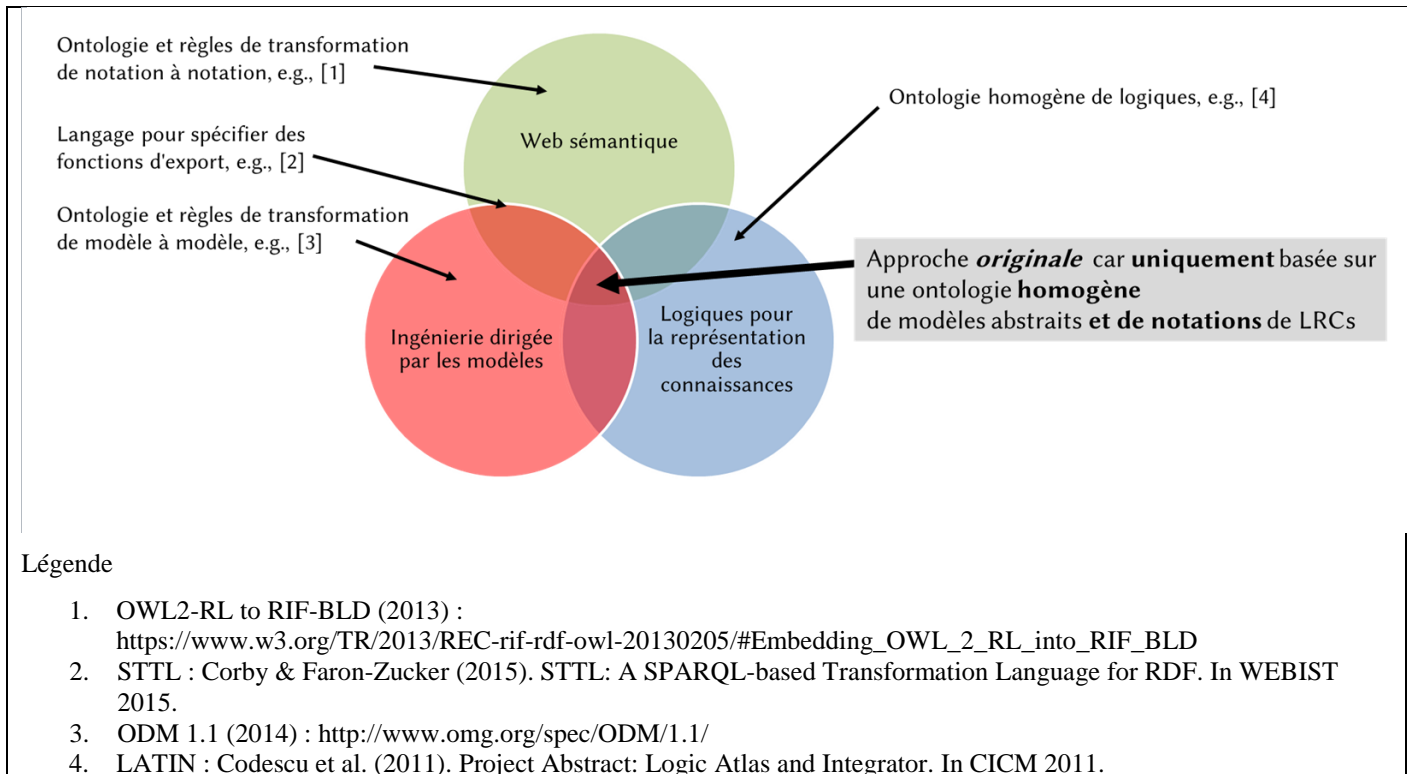 Ontologie et règles de transformation
de notation à notation, e.g., [1]
Langage pour spécifier des
fonctions d'export, e.g., [2]
Ontologie et règles de transformation
de modèle à modèle, e.g., [3]
Web sémantique
Ontologie homogène de logiques, e.g., [4]
Ingénierie dirigée
par les modèles
Logiques pour
la représentation
des
connaissances
Approche originale car uniquement basée sur
une ontologie homogène
de modèles abstraits et de notations de LRCs
Légende
1. OWL2-RL to RIF-BLD (2013) :
https://www.w3.org/TR/2013/REC-rif-rdf-owl-20130205/#Embedding_OWL_2_RL_into_RIF_BLD
2. STTL : Corby & Faron-Zucker (2015). STTL: A SPARQL-based Transformation Language for RDF. In WEBIST
2015.
3. ODM 1.1 (2014) : http://www.omg.org/spec/ODM/1.1/
4. LATIN : Codescu et al. (2011). Project Abstract: Logic Atlas and Integrator. In CICM 2011.